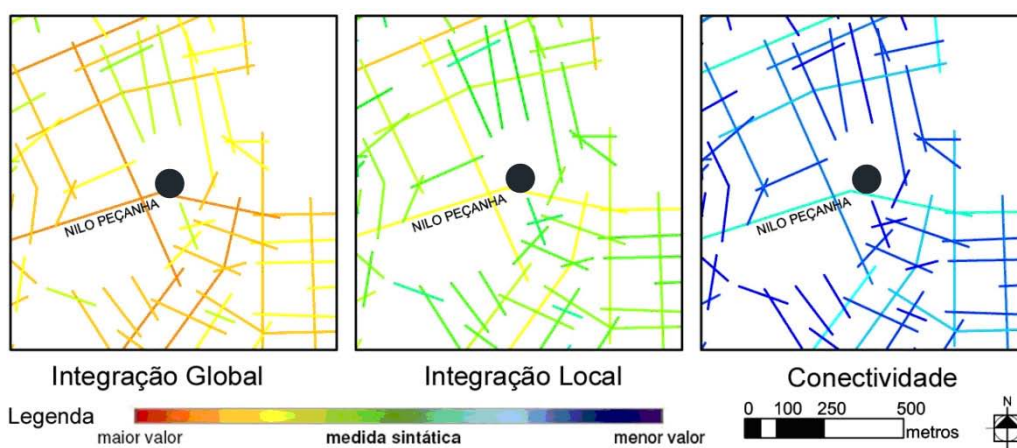 NILO PEÇANHA
NILO PEÇANHA
NILO PEÇANHA
Integração Global
Integração Local
Conectividade
Legenda
maior valor
medida sintática
menor valor
0 100 250 500
metros
N